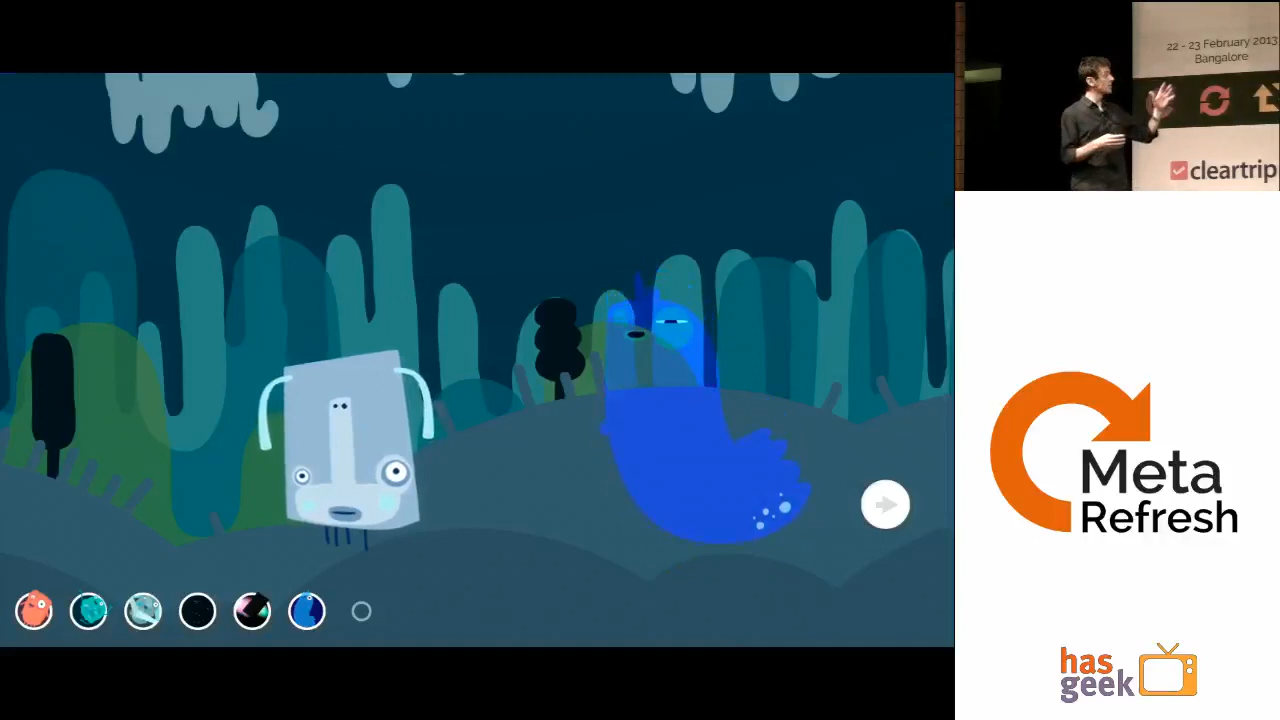 22 - 23 February 2013
Bangalore
cleartrip
Meta
Refresh
has
geek